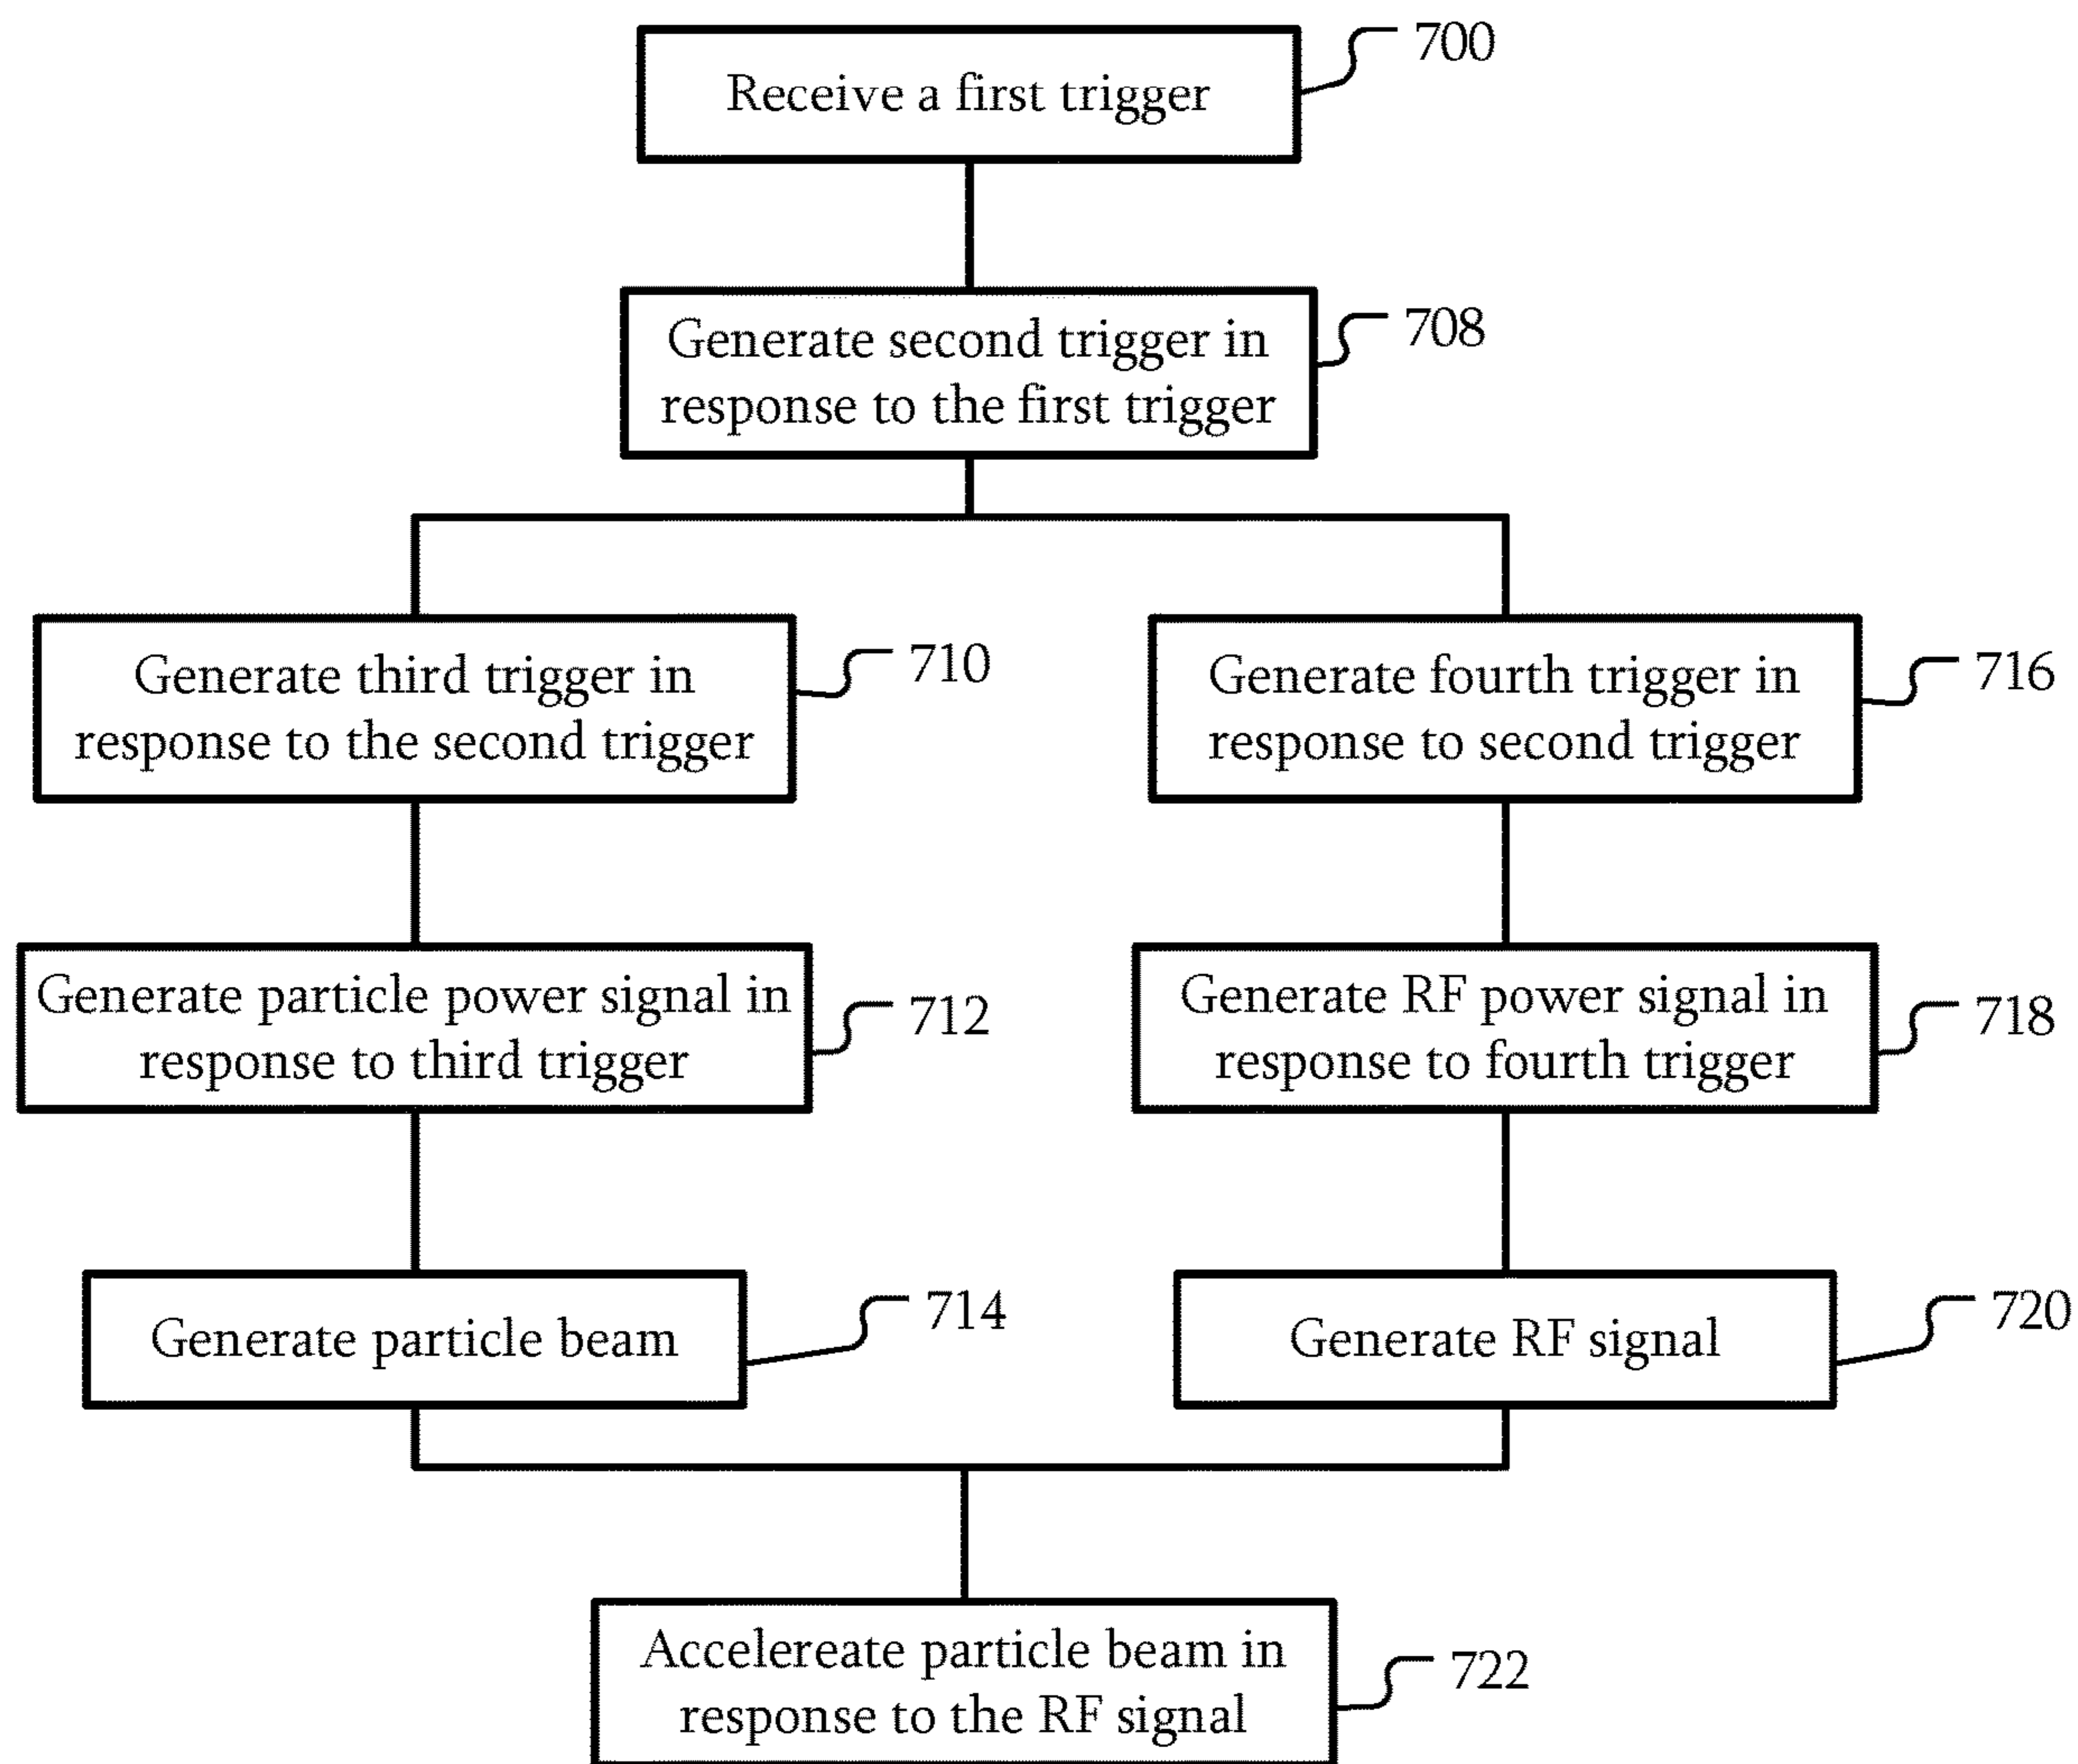 Receive a first trigger
700
Generate second trigger in
response to the first trigger
708
Generate third trigger in
response to the second trigger
710
Generate fourth trigger in
response to second trigger
716
Generate particle power signal in
response to third trigger
712
Generate RF power signal in
response to fourth trigger
718
Generate particle beam
714
Generate RF signal
720
Accelereate particle beam in
response to the RF signal
722